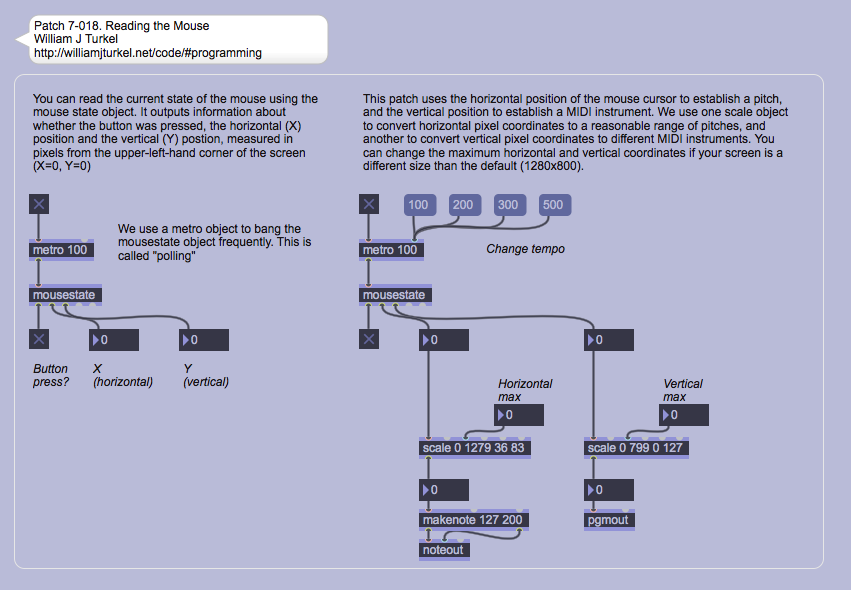 Patch 7-018. Reading the Mouse
William J Turkel
http://williamjturkel.net/code/#programming
You can read the current state of the mouse using the
mouse state object. It outputs information about
whether the button was pressed, the horizontal (X)
position and the vertical (Y) postion, measured in
pixels from the upper-left-hand corner of the screen
(X=0, Y=0)
We use a metro object to bang the
mousestate object frequently. This is
called "polling"
metro 100
mousestate
0
0
Button
press?
X
(horizontal)
Y
(vertical)
This patch uses the horizontal position of the mouse cursor to establish a pitch,
and the vertical position to establish a MIDI instrument. We use one scale object
to convert horizontal pixel coordinates to a reasonable range of pitches, and
another to convert vertical pixel coordinates to different MIDI instruments. You
can change the maximum horizontal and vertical coordinates if your screen is a
different size than the default (1280x800).
100
200
300
500
metro 100
Change tempo
mousestate
0
0
Horizontal
max
0
Vertical
max
0
scale 0 1279 36 83
scale 0 799 0 127
0
0
makenote 127 200
pgmout
noteout